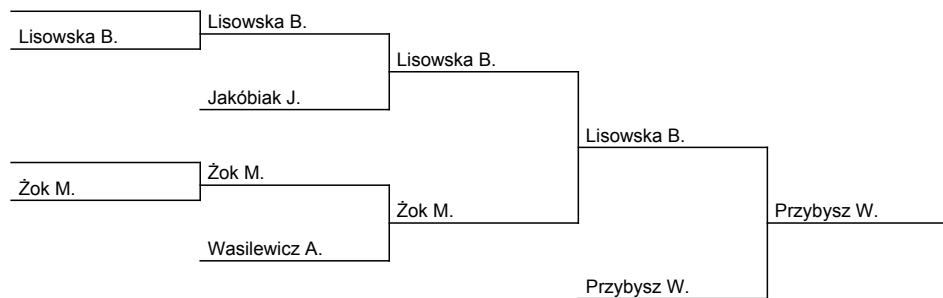 Lisowska B.
Lisowska B.
Lisowska B.
Jakóbiak J.
Lisowska B.
Żok M.
Żok M.
Żok M.
Przybysz W.
Wasilewicz A.
Przybysz W.